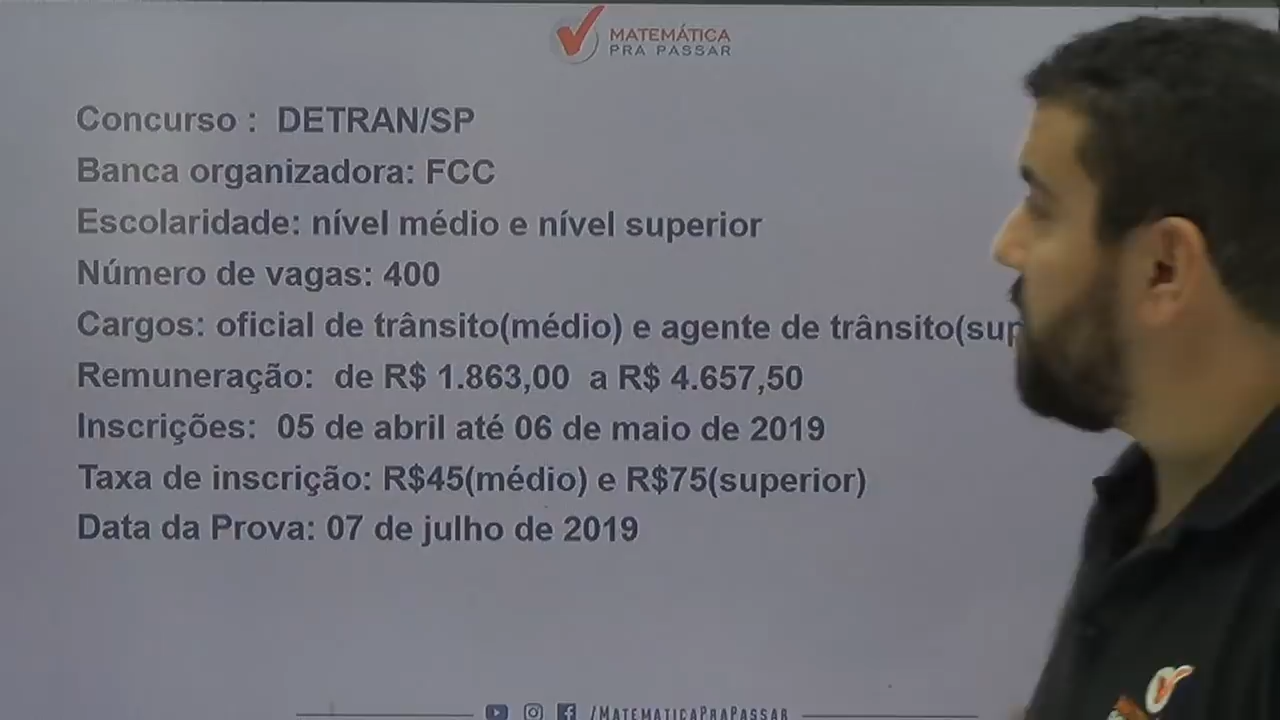 MATEMÁTICA
PRA PASSAR
Concurso : DETRAN/SP
Banca organizadora: FCC
Escolaridade: nível médio e nível superior
Número de vagas: 400
Cargos: oficial de trânsito(médio) e agente de trânsito(sup
Remuneração: de R$ 1.863,00 a R$ 4.657,50
Inscrições: 05 de abril até 06 de maio de 2019
Taxa de inscrição: R$45(médio) e R$75(superior)
Data da Prova: 07 de julho de 2019
/MATEMATICAPRAPASSAR